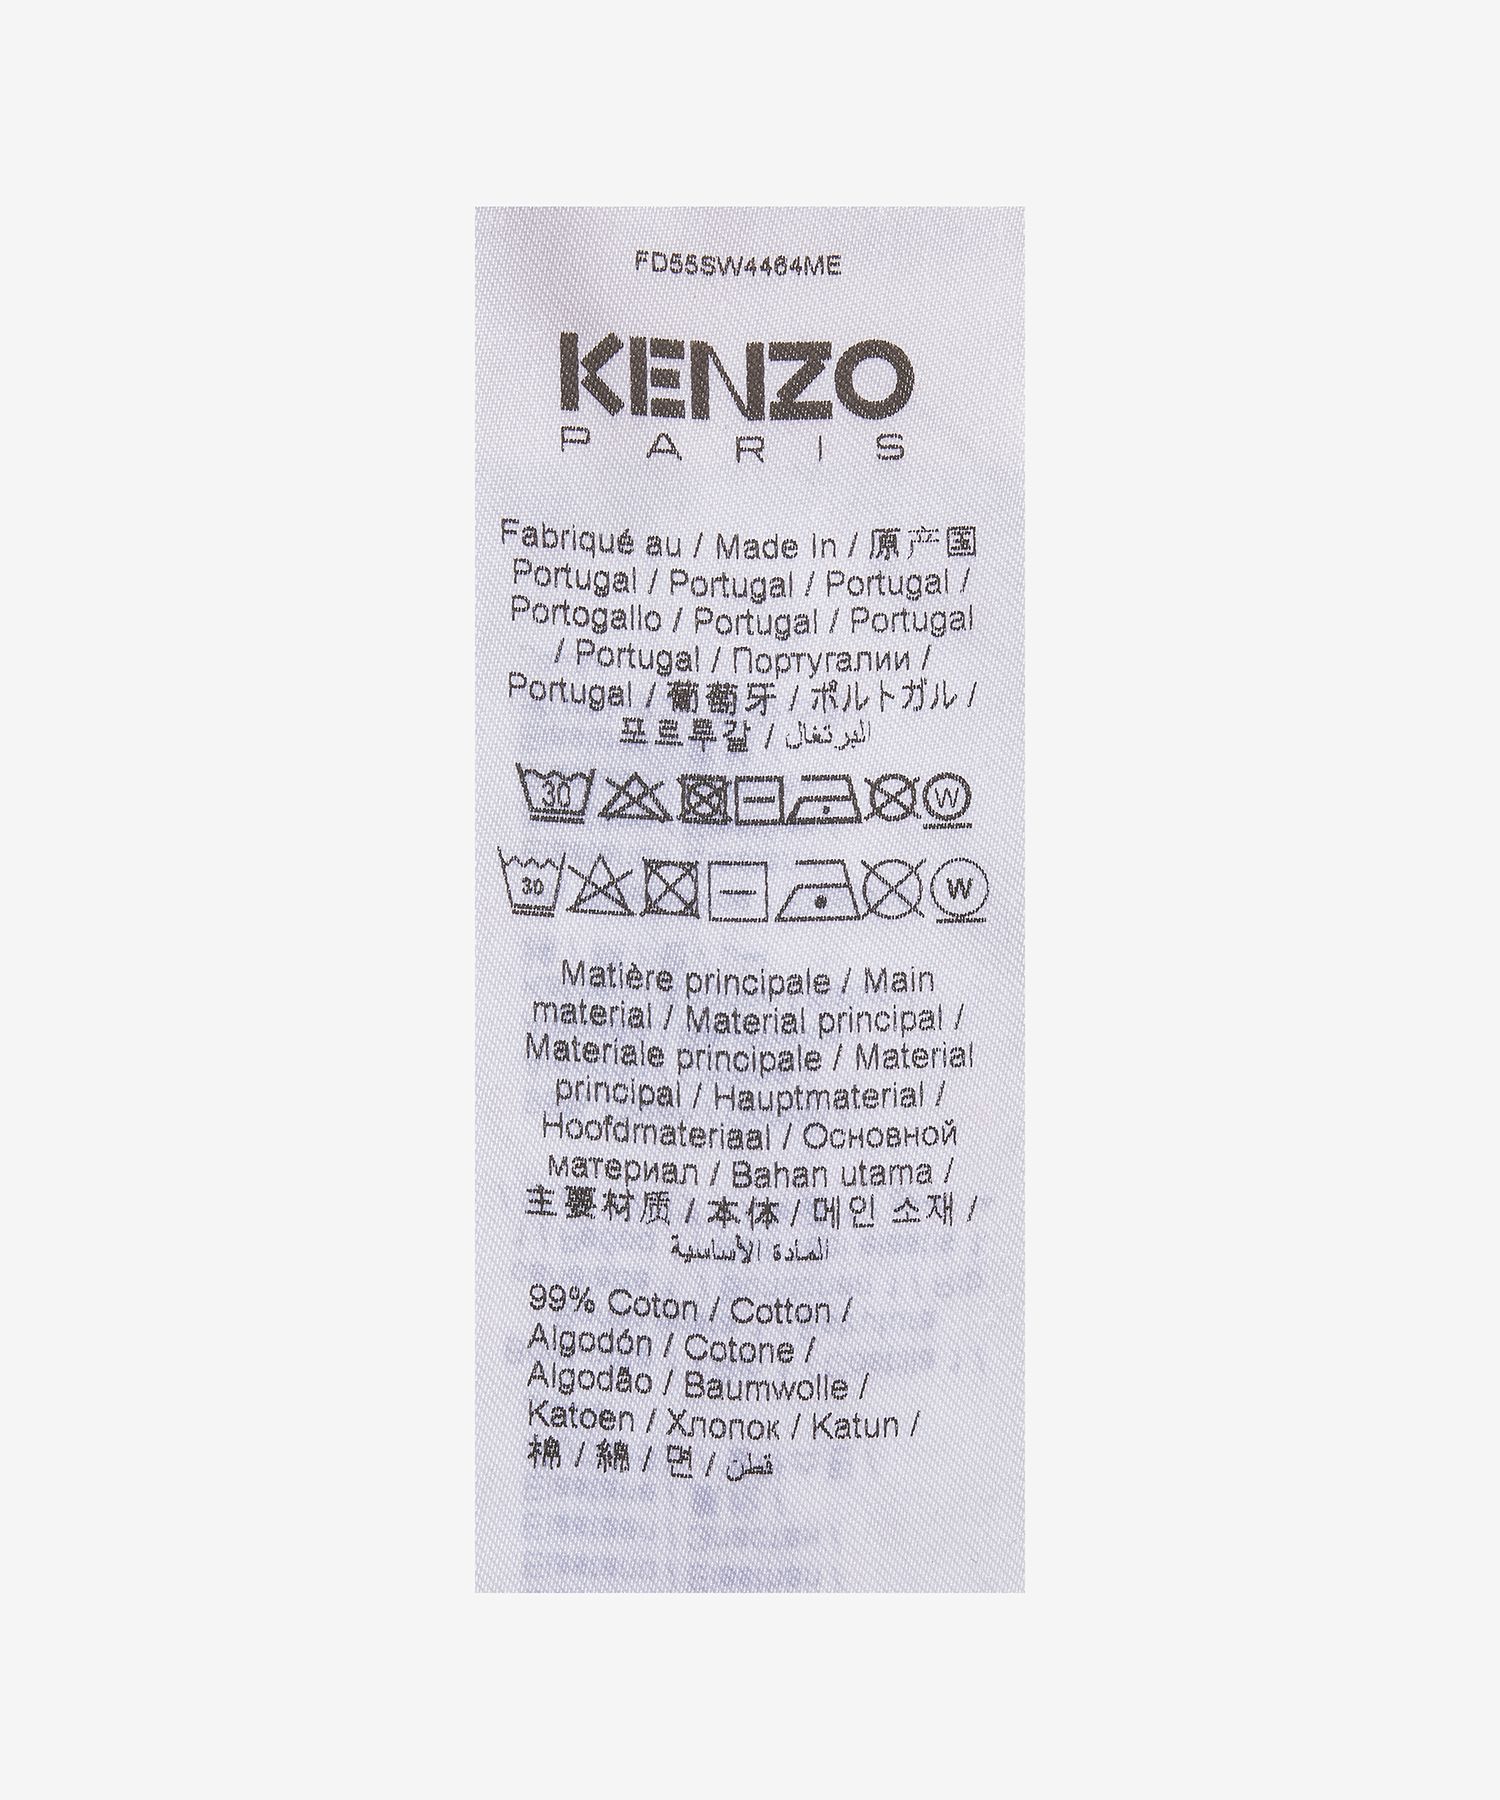 FD55SW4464ME
KENZO
PARIS
Fabriqué au / Made In / 原产国
Portugal / Portugal / Portugal /
Portogallo / Portugal / Portugal
/ Portugal / Португалии /
Portugal / 葡萄牙 / ポルトガル /
포르투갈 / البرتغال
30 W
30 W
Matière principale / Main
material / Material principal /
Materiale principale / Material
principal / Hauptmaterial /
Hoofdmateriaal / Основной
материал / Bahan utama /
主要材质 / 本体 / 메인 소재 /
المادة الأساسية
99% Coton / Cotton /
Algodón / Cotone /
Algodão / Baumwolle /
Katoen / Хлопок / Katun /
棉 / 綿 / 면 / قطن